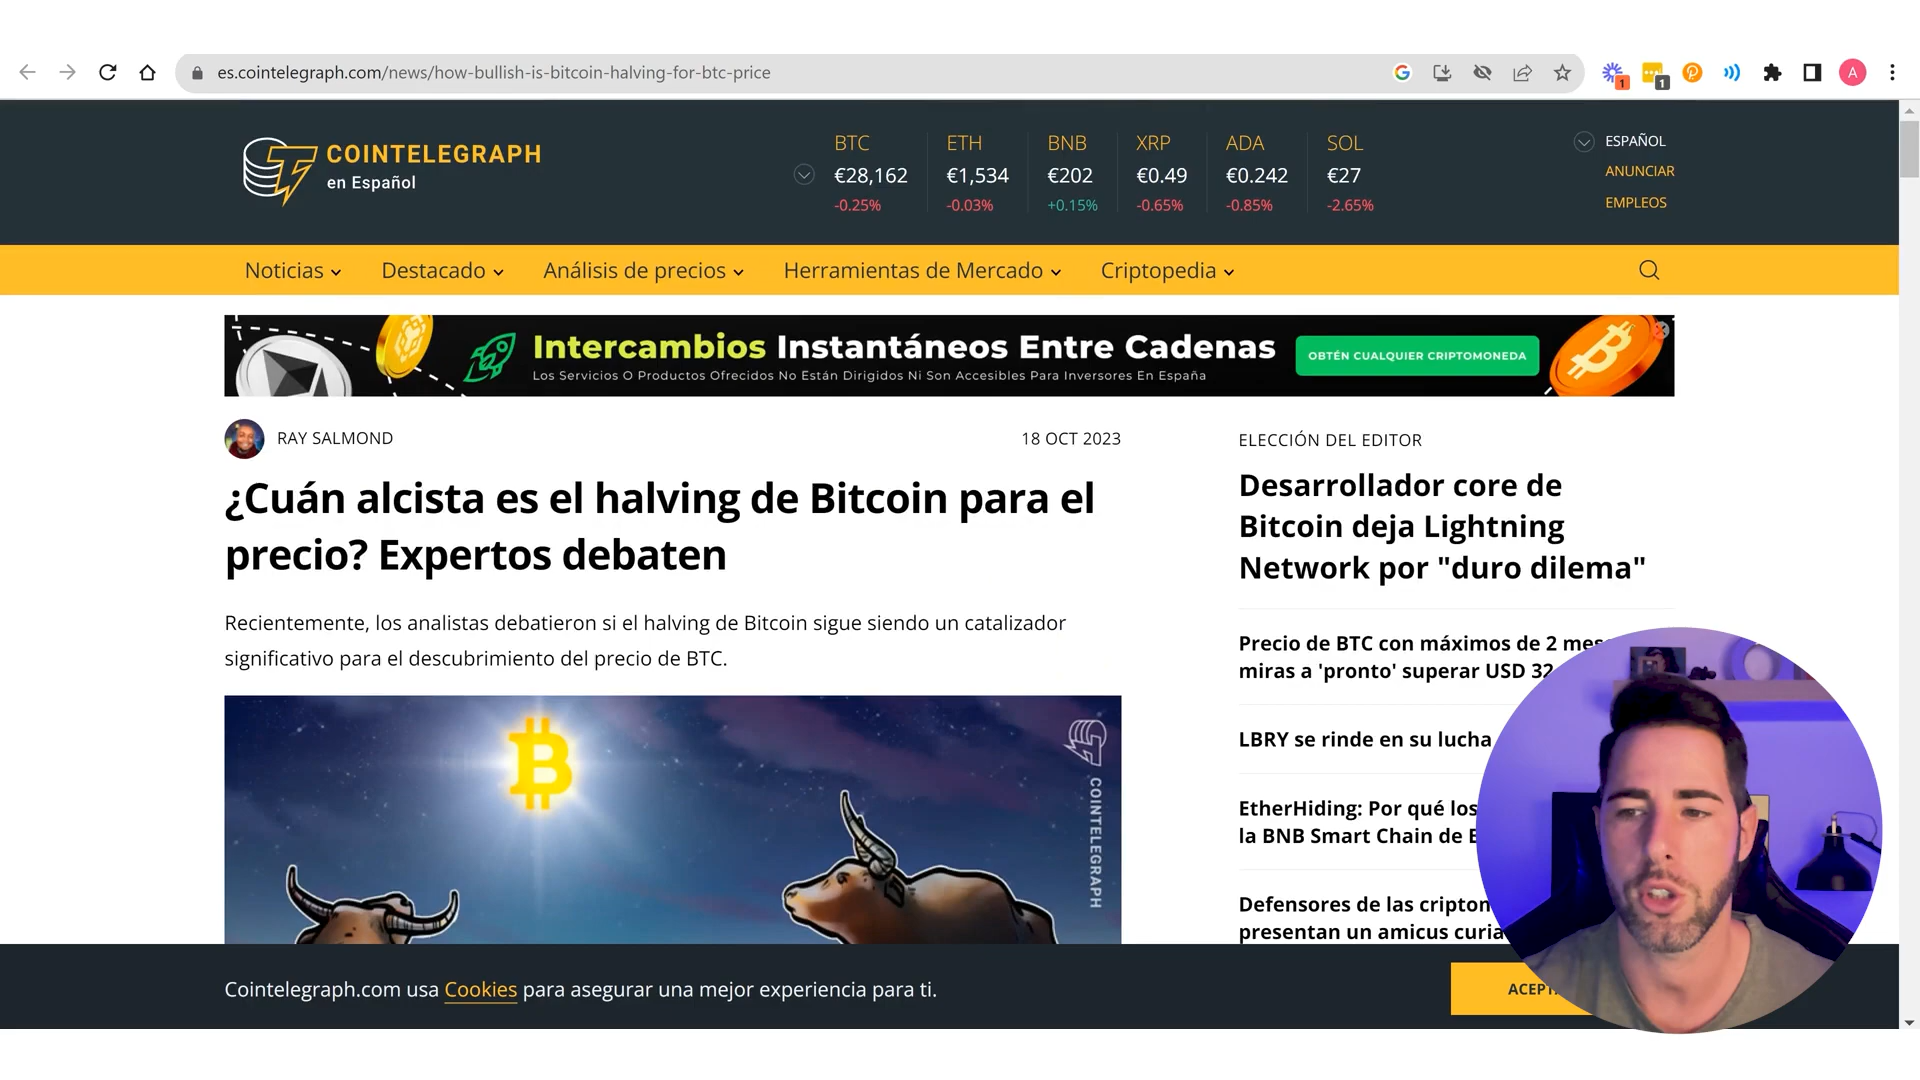 es.cointelegraph.com/news/how-bullish-is-bitcoin-halving-for-btc-price
1
1
A
COINTELEGRAPH
en Español
BTC
€28,162
-0.25%
ETH
€1,534
-0.03%
BNB
€202
+0.15%
XRP
€0.49
-0.65%
ADA
€0.242
-0.85%
SOL
€27
-2.65%
ESPAÑOL
ANUNCIAR
EMPLEOS
Noticias
Destacado
Análisis de precios
Herramientas de Mercado
Criptopedia
Intercambios Instantáneos Entre Cadenas
Los Servicios O Productos Ofrecidos No Están Dirigidos Ni Son Accesibles Para Inversores En España
OBTÉN CUALQUIER CRIPTOMONEDA
RAY SALMOND
18 OCT 2023
¿Cuán alcista es el halving de Bitcoin para el
precio? Expertos debaten
Recientemente, los analistas debatieron si el halving de Bitcoin sigue siendo un catalizador
significativo para el descubrimiento del precio de BTC.
COINTELEGRAPH
ELECCIÓN DEL EDITOR
Desarrollador core de
Bitcoin deja Lightning
Network por "duro dilema"
Precio de BTC con máximos de 2
miras a 'pronto' superar USD
LBRY se rinde en su lucha
EtherHiding: Por qué los
la BNB Smart Chain de
Defensores de las
presentan un amicus
Cointelegraph.com usa Cookies para asegurar una mejor experiencia para ti.